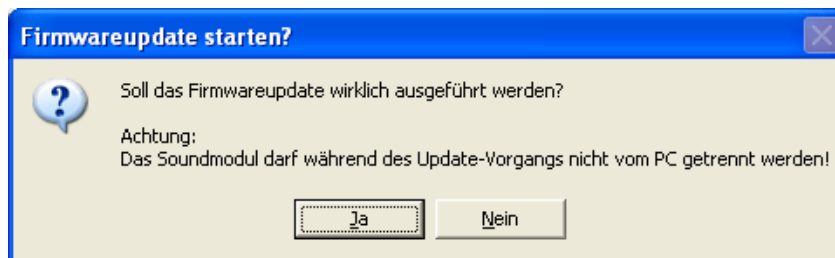 Firmwareupdate starten?
Soll das Firmwareupdate wirklich ausgeführt werden?
Achtung:
Das Soundmodul darf während des Update-Vorgangs nicht vom PC getrennt werden!
Ja
Nein